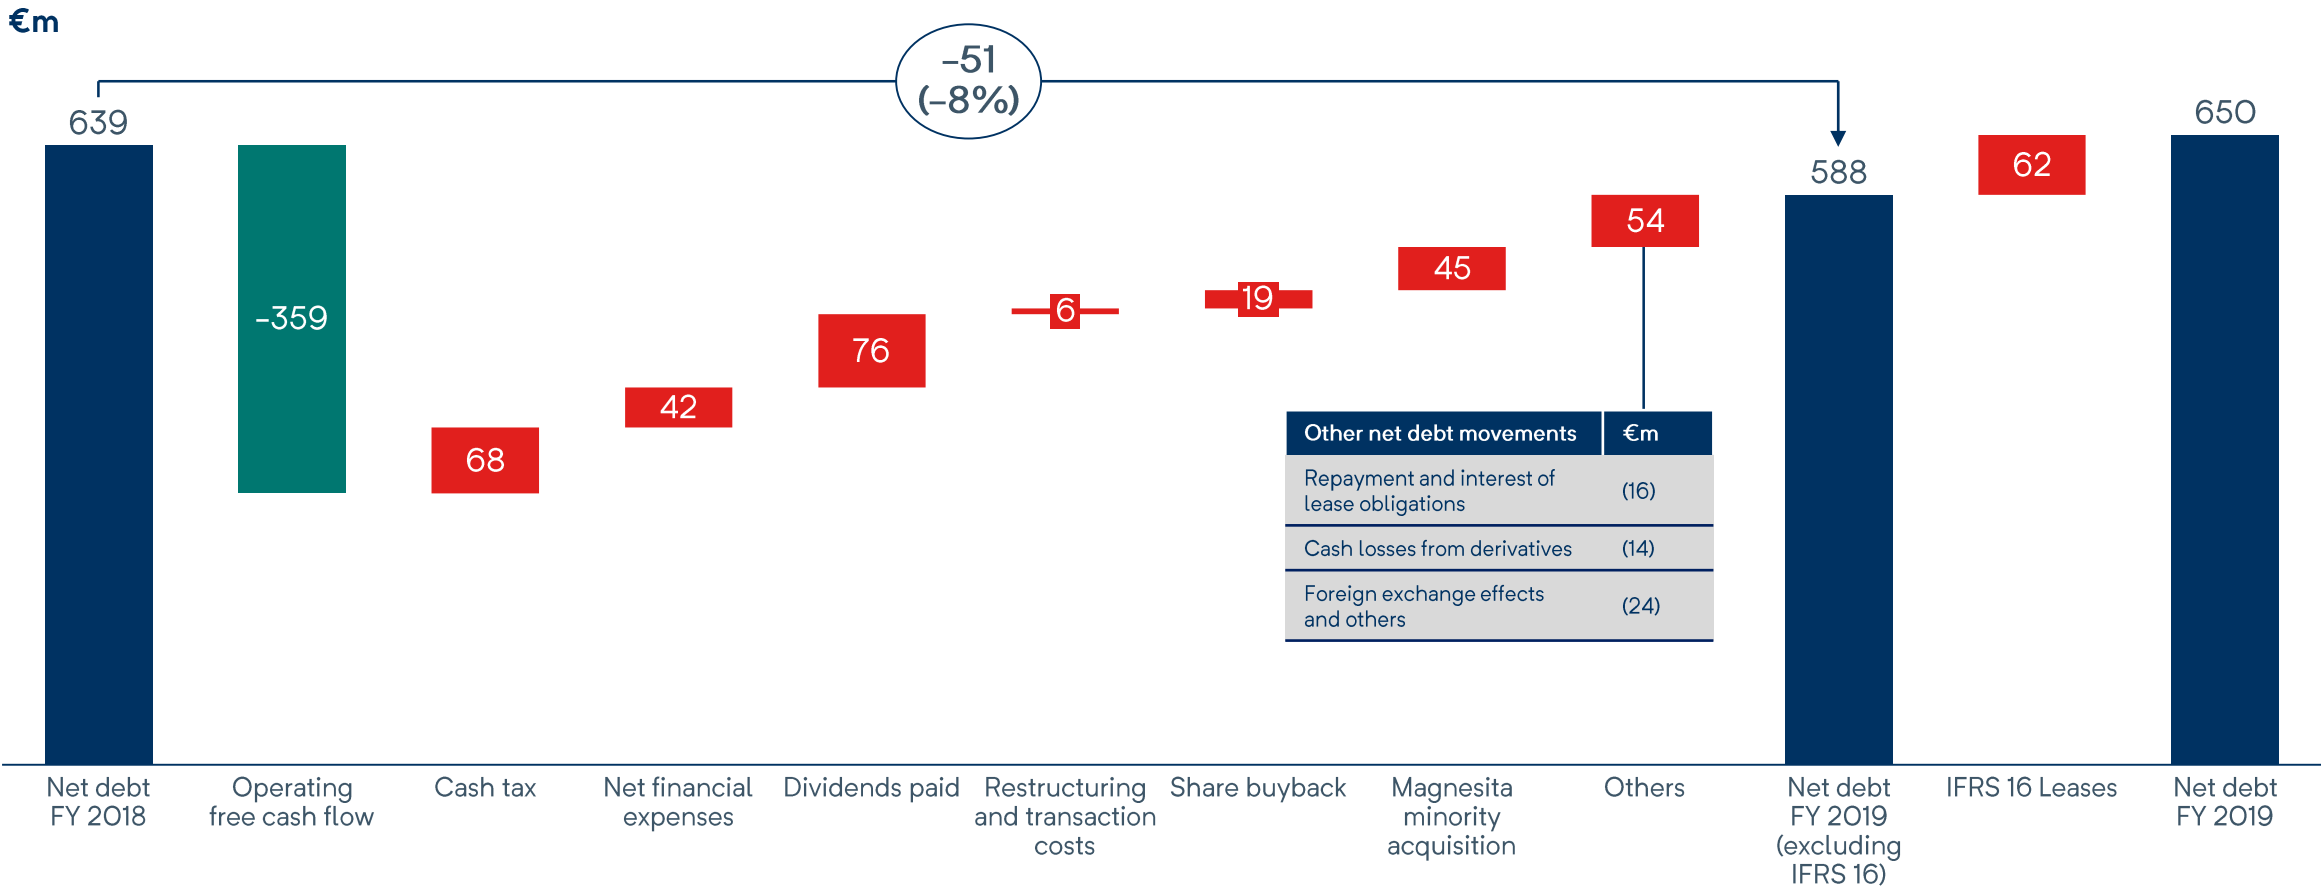 €m
–51
(–8%)
639
–359
68
42
76
6
19
45
54
588
62
650
Other net debt movements €m
Repayment and interest of
lease obligations
(16)
Cash losses from derivatives (14)
Foreign exchange effects
and others
(24)
Net debt
FY 2018
Operating
free cash flow
Cash tax
Net financial
expenses
Dividends paid
Restructuring
and transaction
costs
Share buyback
Magnesita
minority
acquisition
Others
Net debt
FY 2019
(excluding
IFRS 16)
IFRS 16 Leases
Net debt
FY 2019